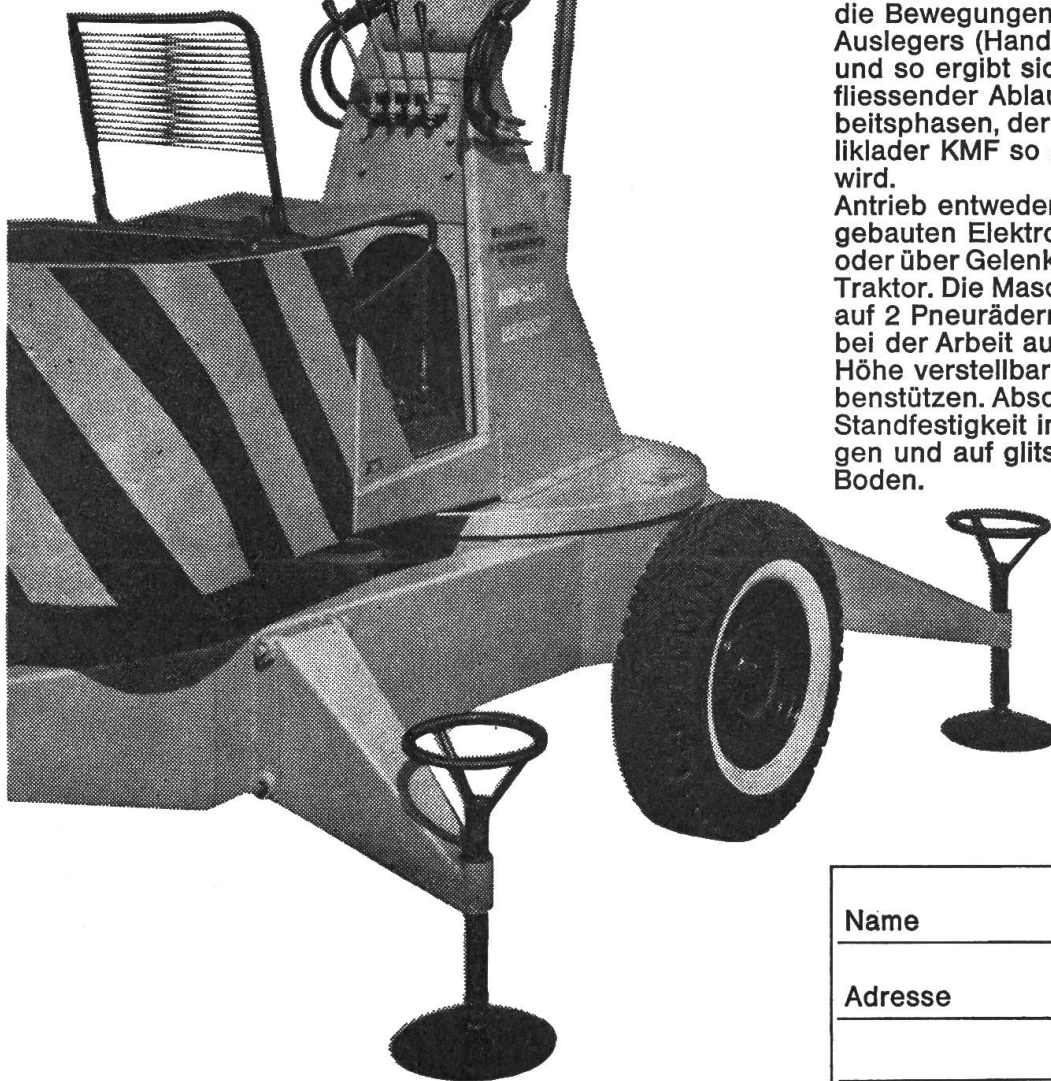 die Bewegungen
Auslegers (Hand
und so ergibt sic
fliessender Ablau
beitsphasen, der
liklader KMF so
wird.
Antrieb entweder
gebauten Elektro
oder über Gelenk
Traktor. Die Masc
auf 2 Pneurädern
bei der Arbeit au
Höhe verstellbar
benstützen. Abso
Standfestigkeit in
gen und auf glits
Boden.
Name
Adresse